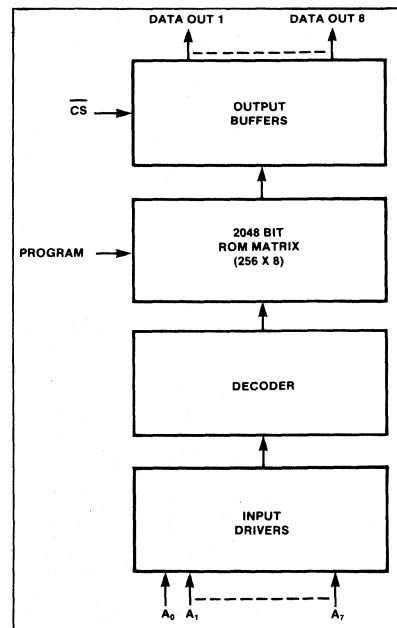 DATA OUT 1 DATA OUT 8
OUTPUT
BUFFERS
C̅S̅
2048 BIT
ROM MATRIX
(256 X 8)
PROGRAM
DECODER
INPUT
DRIVERS
A₀ A₁ A₇